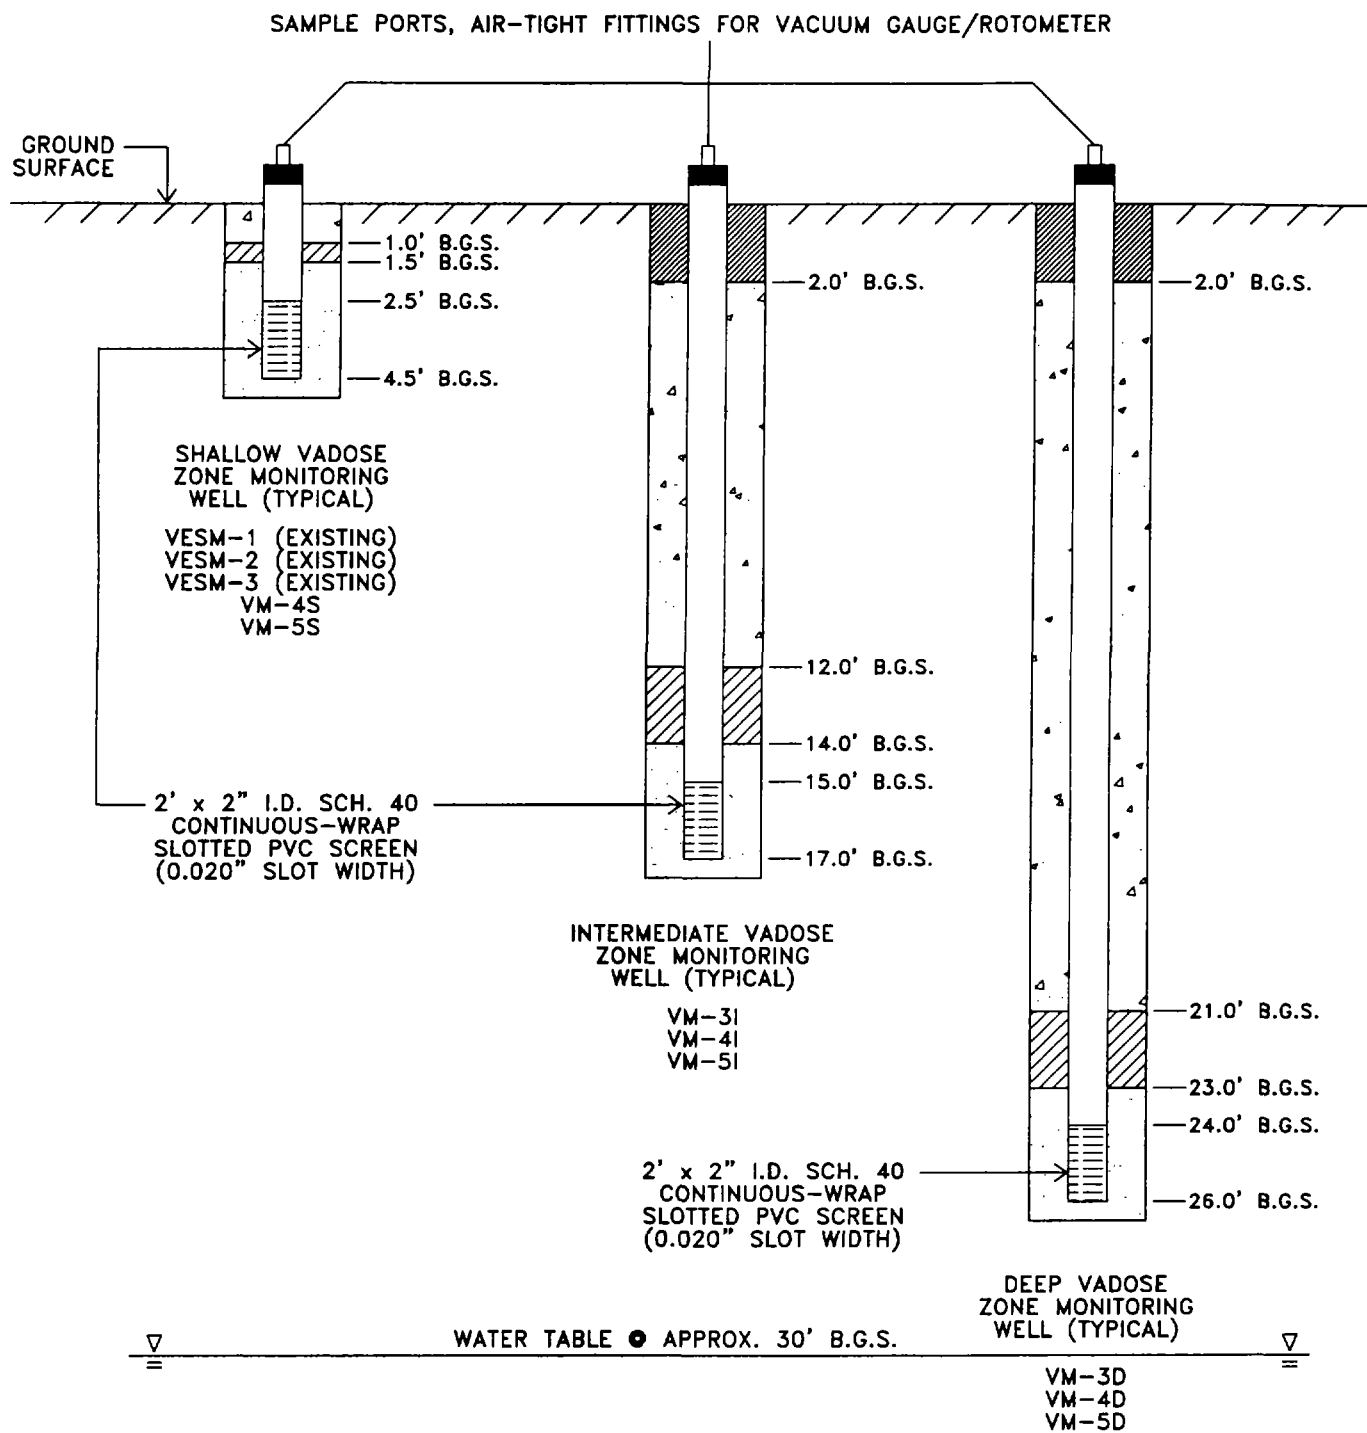 SAMPLE PORTS, AIR-TIGHT FITTINGS FOR VACUUM GAUGE/ROTOMETER
GROUND
SURFACE
1.0' B.G.S.
1.5' B.G.S.
2.5' B.G.S.
4.5' B.G.S.
2.0' B.G.S.
2.0' B.G.S.
SHALLOW VADOSE
ZONE MONITORING
WELL (TYPICAL)
VESM-1 (EXISTING)
VESM-2 (EXISTING)
VESM-3 (EXISTING)
VM-4S
VM-5S
12.0' B.G.S.
14.0' B.G.S.
15.0' B.G.S.
17.0' B.G.S.
2' x 2" I.D. SCH. 40
CONTINUOUS-WRAP
SLOTTED PVC SCREEN
(0.020" SLOT WIDTH)
INTERMEDIATE VADOSE
ZONE MONITORING
WELL (TYPICAL)
VM-3I
VM-4I
VM-5I
21.0' B.G.S.
23.0' B.G.S.
24.0' B.G.S.
26.0' B.G.S.
2' x 2" I.D. SCH. 40
CONTINUOUS-WRAP
SLOTTED PVC SCREEN
(0.020" SLOT WIDTH)
DEEP VADOSE
ZONE MONITORING
WELL (TYPICAL)
WATER TABLE @ APPROX. 30' B.G.S.
VM-3D
VM-4D
VM-5D